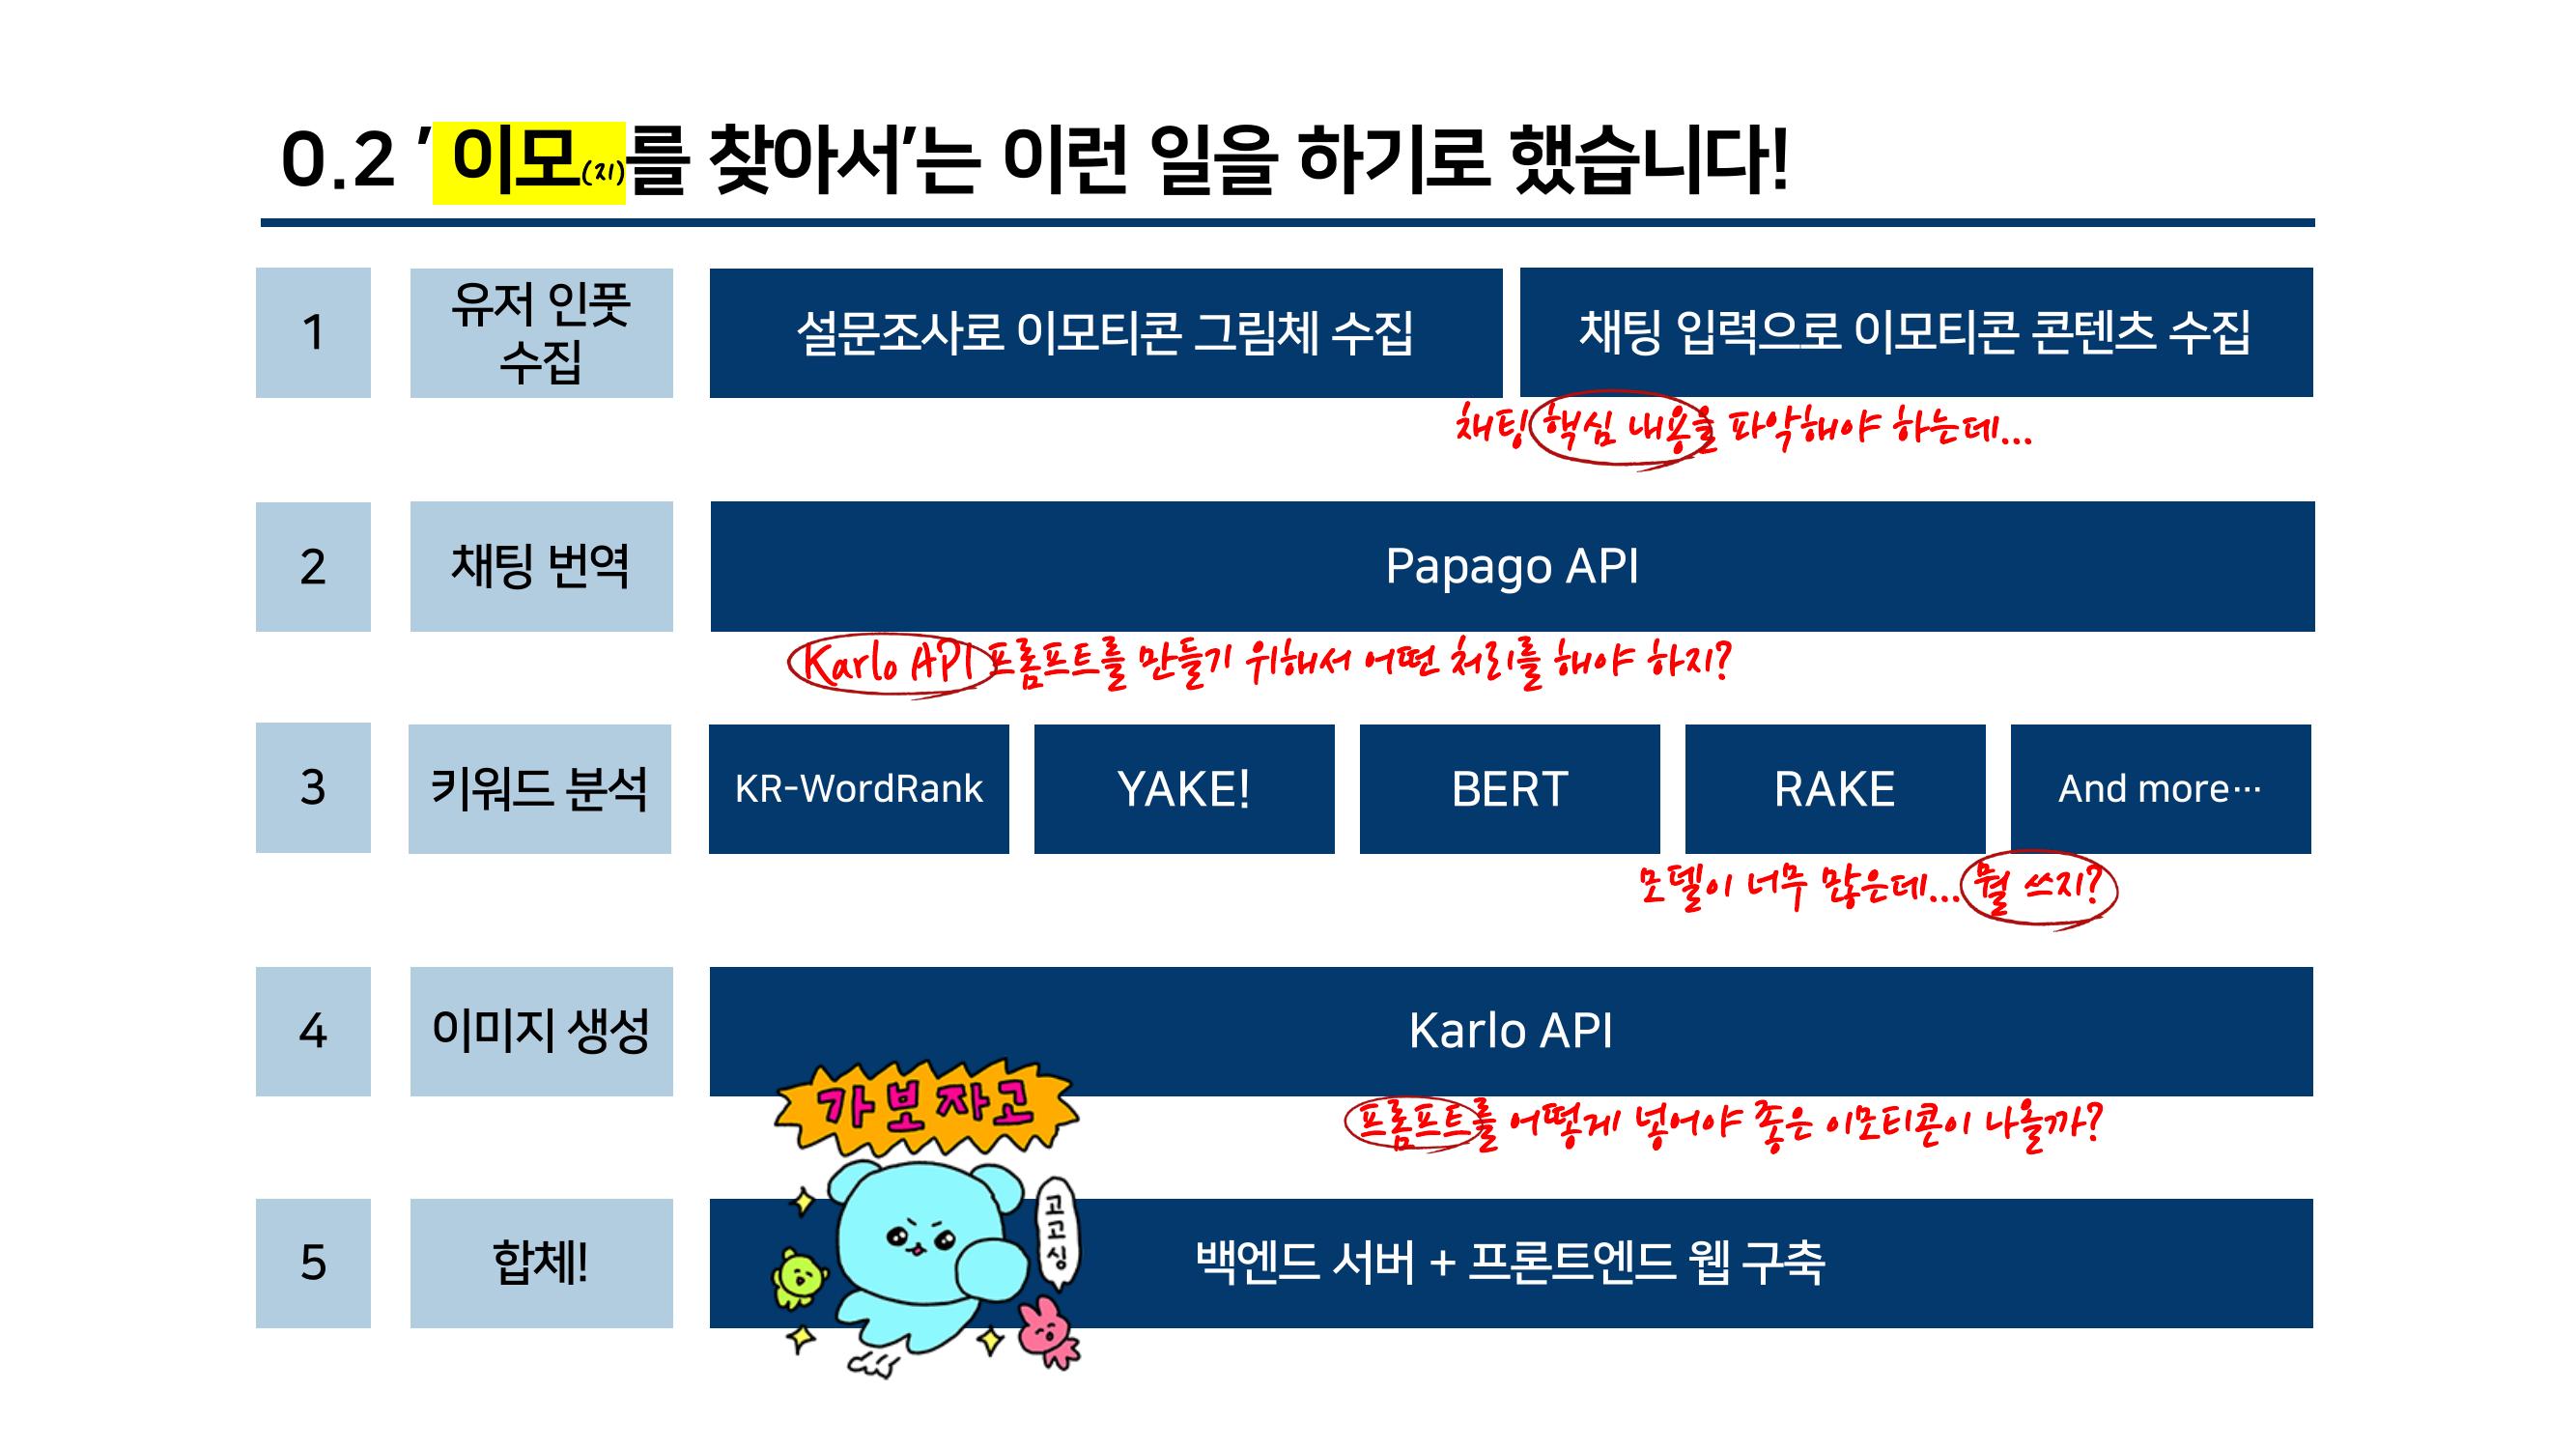 0.2 '이모(지)를 찾아서'는 이런 일을 하기로 했습니다!
1
유저 인풋
수집
설문조사로 이모티콘 그림체 수집
채팅 입력으로 이모티콘 콘텐츠 수집
채팅 핵심 내용을 파악해야 하는데...
2
채팅 번역
Papago API
Karlo API 프롬프트를 만들기 위해서 어떤 처리를 해야 하지?
3
키워드 분석
KR-WordRank
YAKE!
BERT
RAKE
And more…
모델이 너무 많은데... 뭘 쓰지?
4
이미지 생성
Karlo API
가보자고
프롬프트를 어떻게 넣어야 좋은 이모티콘이 나올까?
고고싱
5
합체!
백엔드 서버 + 프론트엔드 웹 구축